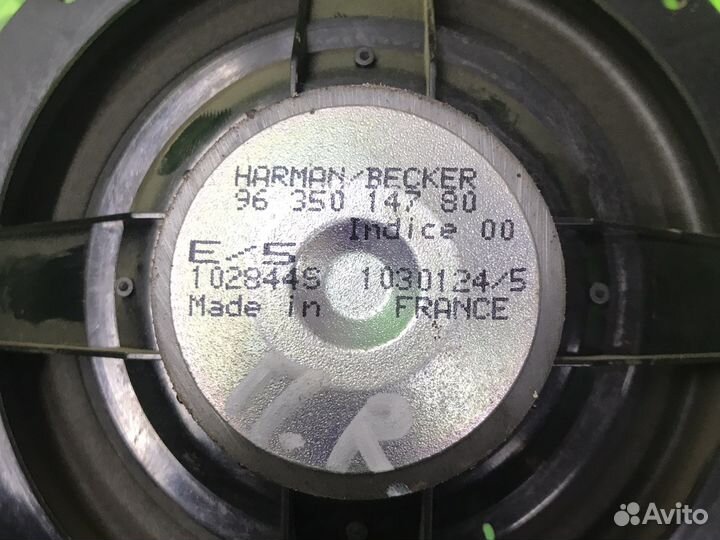 HARMAN/BECKER
96 350 147 80
Indice 00
E/S
102844S 1030124/5
Made in FRANCE
Avito